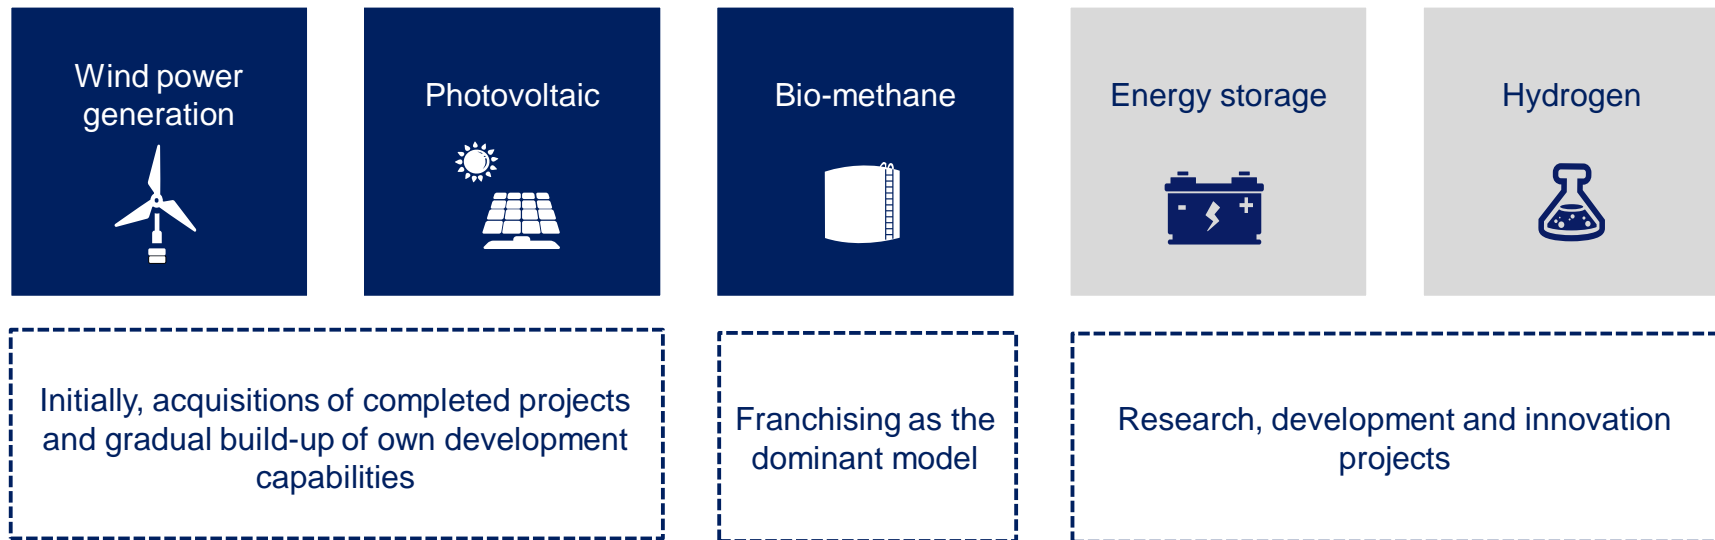 Wind power
generation
Photovoltaic
Bio-methane
Energy storage
Hydrogen
- +
Initially, acquisitions of completed projects
and gradual build-up of own development
capabilities
Franchising as the
dominant model
Research, development and innovation
projects